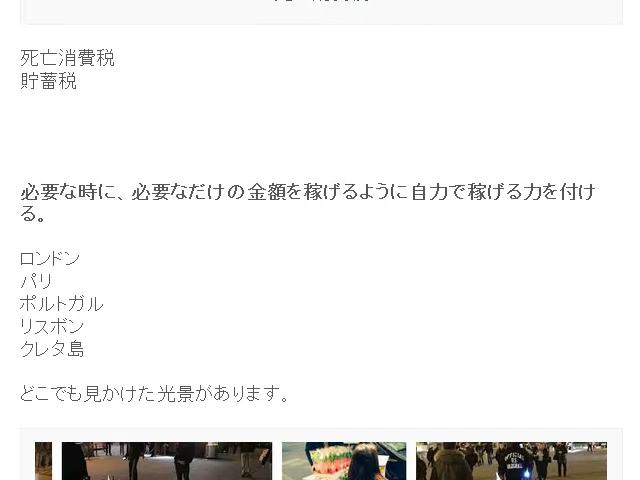 死亡消費税
貯蓄税
必要な時に、必要なだけの金額を稼げるように自力で稼げる力を付け
る。
ロンドン
パリ
ポルトガル
リスボン
クレタ島
どこでも見かけた光景があります。